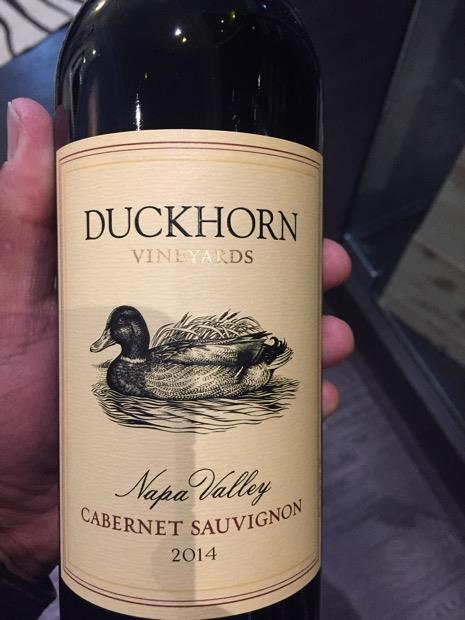 DUCKHORN
VINEYARDS
Napa Valley
CABERNET SAUVIGNON
2014